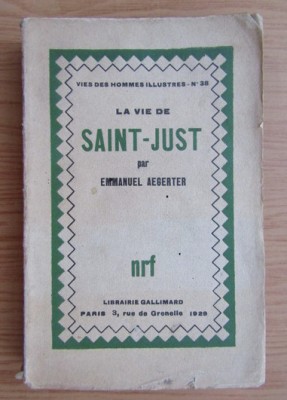 VIES DES HOMMES ILLUSTRES - N° 38
LA VIE DE
SAINT-JUST
par
EMMANUEL AEGERTER
nrf
LIBRAIRIE GALLIMARD
PARIS 3, rue de Grenelle 1929